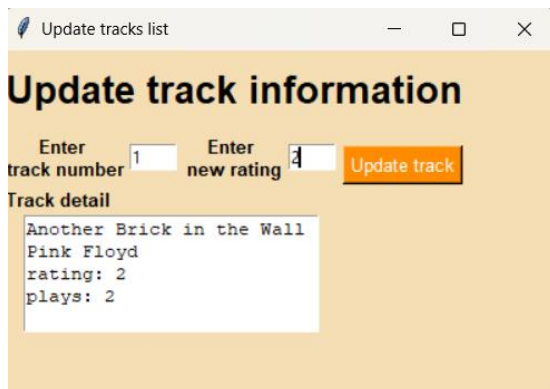 Update tracks list
Update track information
Enter
track number
1
Enter
new rating
2
Update track
Track detail
Another Brick in the Wall
Pink Floyd
rating: 2
plays: 2